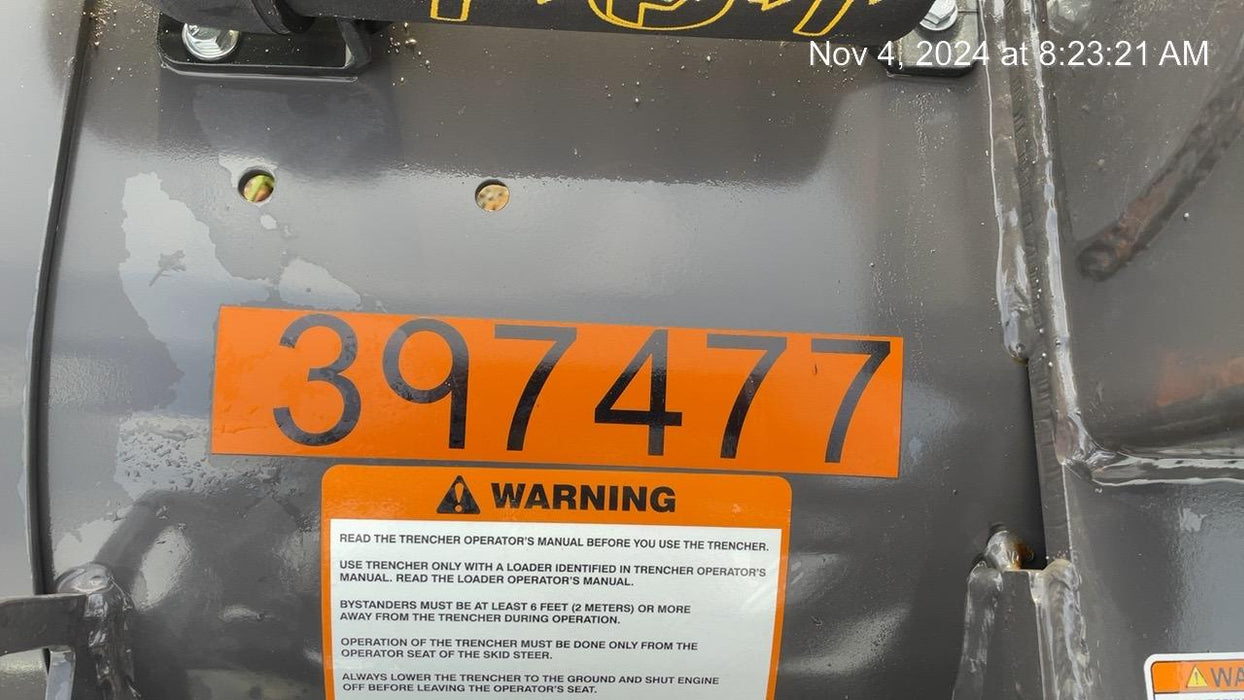 Nov 4, 2024 at 8:23:21 AM
397477
WARNING
READ THE TRENCHER OPERATOR'S MANUAL BEFORE YOU USE THE TRENCHER.
USE TRENCHER ONLY WITH A LOADER IDENTIFIED IN TRENCHER OPERATOR'S
MANUAL. READ THE LOADER OPERATOR'S MANUAL.
BYSTANDERS MUST BE AT LEAST 6 FEET (2 METERS) OR MORE
AWAY FROM THE TRENCHER DURING OPERATION.
OPERATION OF THE TRENCHER MUST BE DONE ONLY FROM THE
OPERATOR SEAT OF THE SKID STEER.
ALWAYS LOWER THE TRENCHER TO THE GROUND AND SHUT ENGINE
OFF BEFORE LEAVING THE OPERATOR'S SEAT.
WA